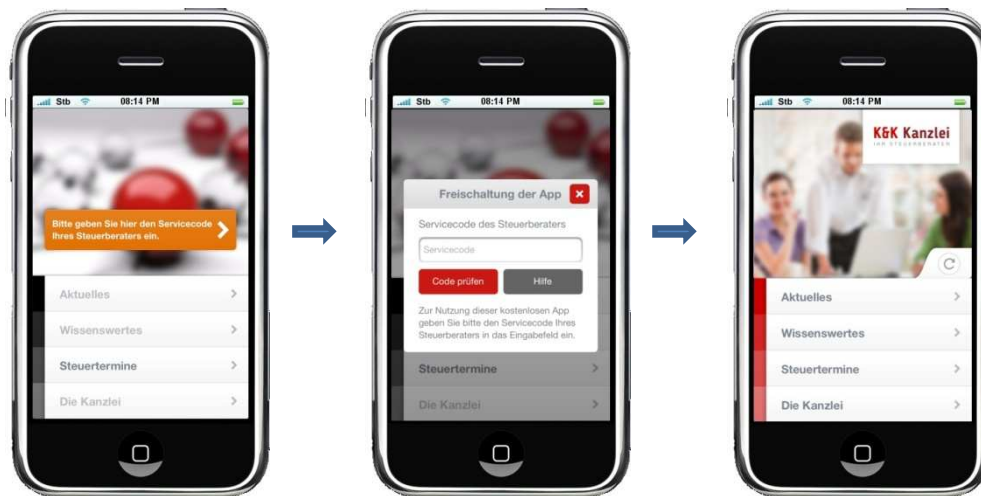 Stb 08:14 PM
Bitte geben Sie hier den Servicecode
Ihres Steuerberaters ein.
Aktuelles
Wissenswertes
Steuertermine
Die Kanzlei
Stb 08:14 PM
Freischaltung der App
Servicecode des Steuerberaters
Servicecode
Code prüfen
Hilfe
Zur Nutzung dieser kostenlosen App
geben Sie bitte den Servicecode Ihres
Steuerberaters in das Eingabefeld ein.
Steuertermine
Die Kanzlei
Stb 08:14 PM
K&K Kanzlei
IHR STEUERBERATER
Aktuelles
Wissenswertes
Steuertermine
Die Kanzlei